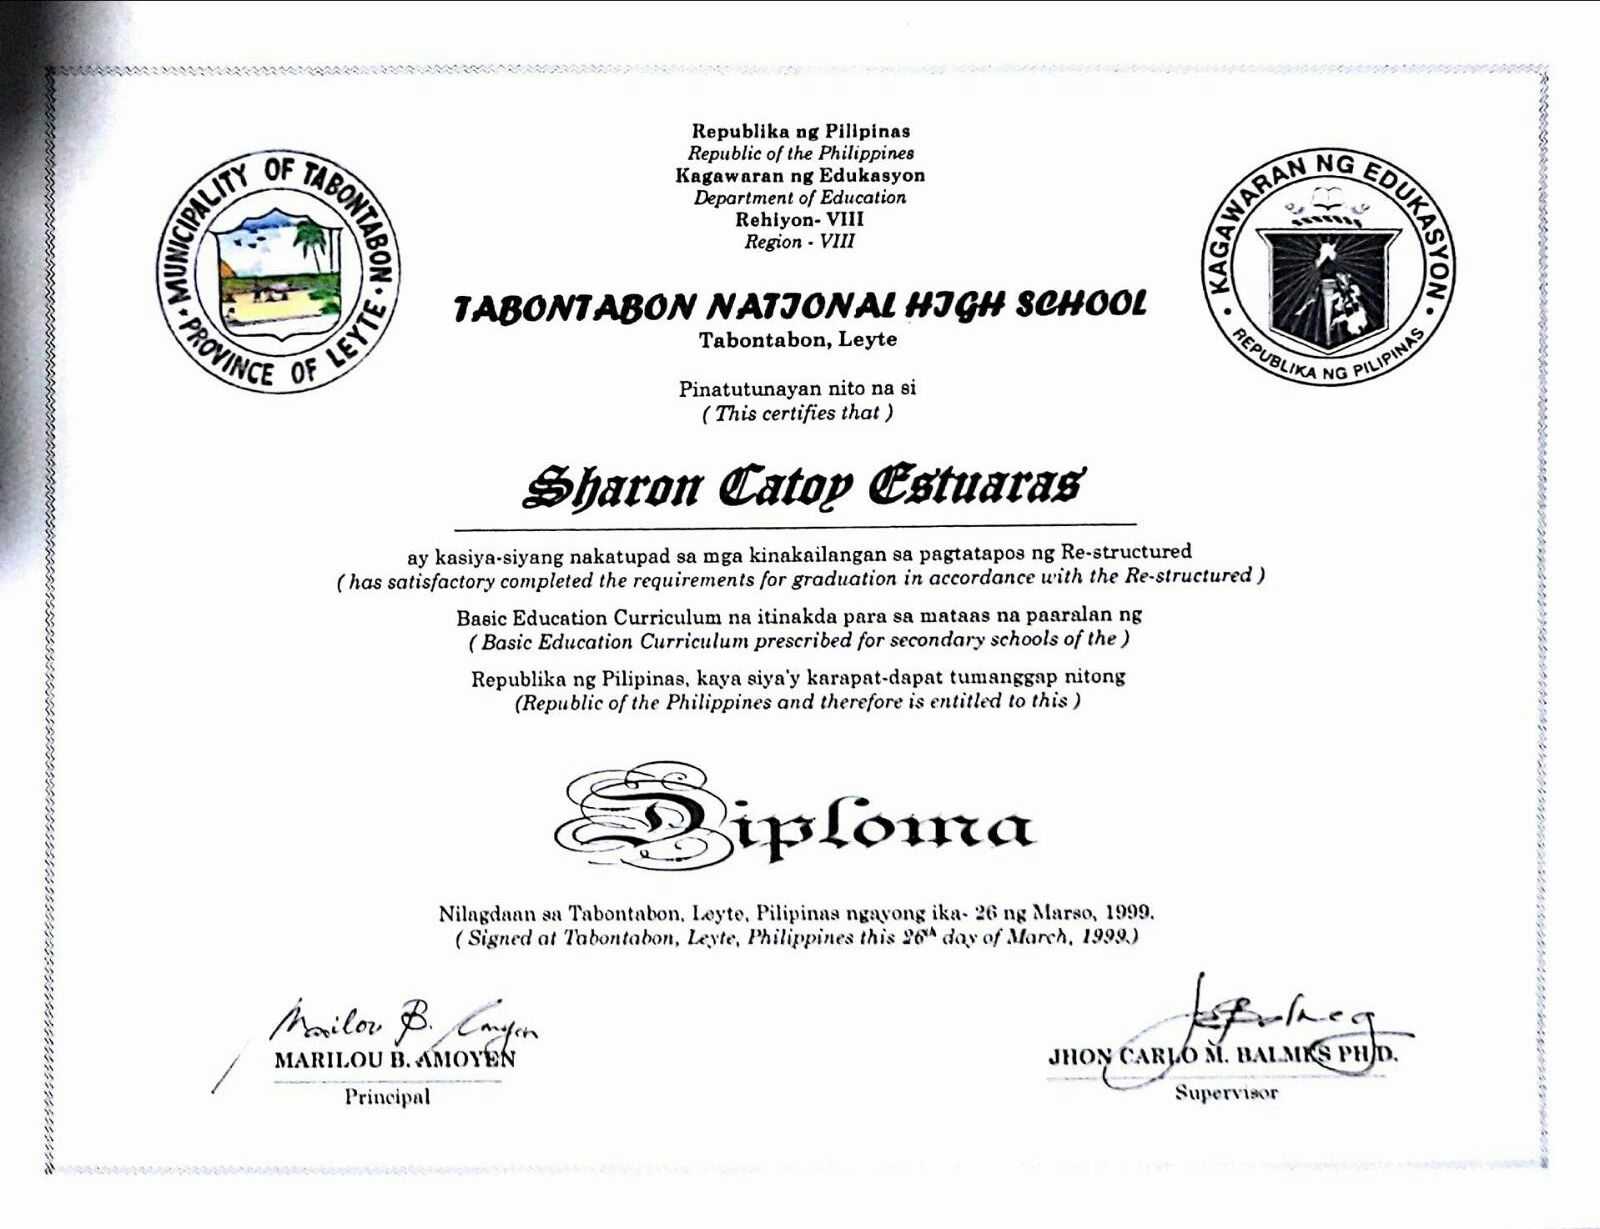 Republika ng Pilipinas
Republic of the Philippines
Kagawaran ng Edukasyon
Department of Education
Rehiyon- VIII
Region - VIII
MUNICIPALITY OF TABONTABON
PROVINCE OF LEYTE
KAGAWARAN NG EDUKASYON
REPUBLIKA NG PILIPINAS
TABONTABON NATIONAL HIGH SCHOOL
Tabontabon, Leyte
Pinatutunayan nito na si
( This certifies that )
Sharon Catoy Estuaras
ay kasiya-siyang nakatupad sa mga kinakailangan sa pagtatapos ng Re-structured
( has satisfactory completed the requirements for graduation in accordance with the Re-structured )
Basic Education Curriculum na itinakda para sa mataas na paaralan ng
( Basic Education Curriculum prescribed for secondary schools of the )
Republika ng Pilipinas, kaya siya'y karapat-dapat tumanggap nitong
(Republic of the Philippines and therefore is entitled to this )
Diploma
Nilagdaan sa Tabontabon, Leyte, Pilipinas ngayong ika- 26 ng Marso, 1999.
( Signed at Tabontabon, Leyte, Philippines this 26th day of March, 1999.)
Marilou B. Amoyen
MARILOU B. AMOYEN
Principal
JHON CARLO M. BALMES PH.D.
Supervisor